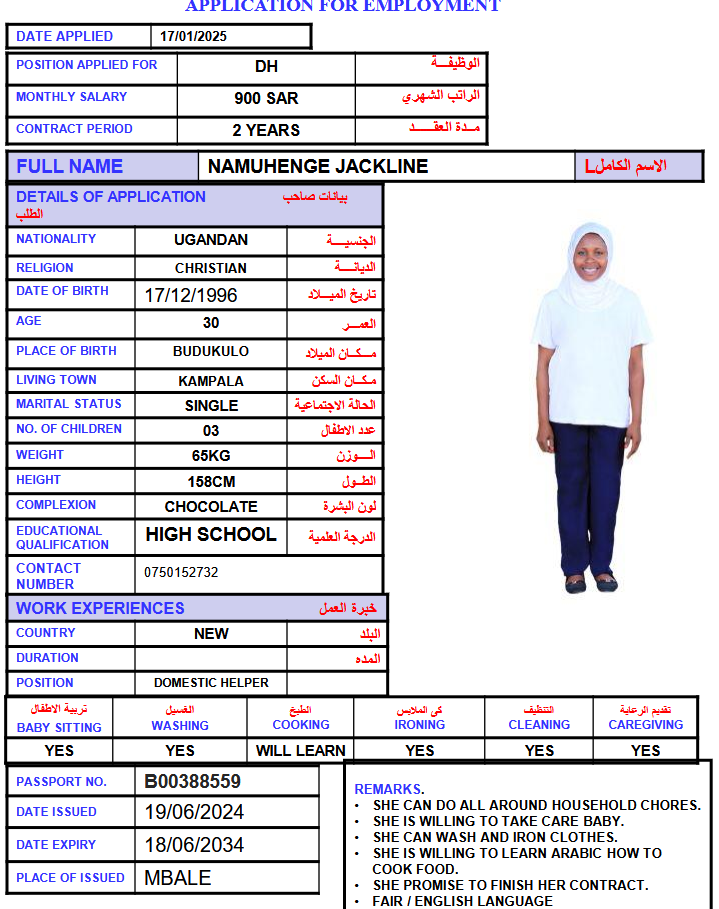 APPLICATION FOR EMPLOYMENT
DATE APPLIED 17/01/2025
POSITION APPLIED FOR DH الوظيفـــة
MONTHLY SALARY 900 SAR الراتب الشهري
CONTRACT PERIOD 2 YEARS مـدة العقـــد
FULL NAME NAMUHENGE JACKLINE الاسم الكاملL
DETAILS OF APPLICATION بيانات صاحب
الطلب
NATIONALITY UGANDAN الجنسيـــة
RELIGION CHRISTIAN الديانـــة
DATE OF BIRTH 17/12/1996 تاريخ الميـــلاد
AGE 30 العمـــر
PLACE OF BIRTH BUDUKULO مـــكـان الميلاد
LIVING TOWN KAMPALA مكـان السكن
MARITAL STATUS SINGLE الحالة الاجتماعية
NO. OF CHILDREN 03 عدد الاطفال
WEIGHT 65KG الـــوزن
HEIGHT 158CM الطـول
COMPLEXION CHOCOLATE لون البشرة
EDUCATIONAL
QUALIFICATION HIGH SCHOOL الدرجة العلمية
CONTACT
NUMBER 0750152732
WORK EXPERIENCES خبرة العمل
COUNTRY NEW البلد
DURATION المده
POSITION DOMESTIC HELPER
تربية الاطفال الغسيل الطبخ كي الملابس التنظيف تقديم الرعاية
BABY SITTING WASHING COOKING IRONING CLEANING CAREGIVING
YES YES WILL LEARN YES YES YES
PASSPORT NO. B00388559
DATE ISSUED 19/06/2024
DATE EXPIRY 18/06/2034
PLACE OF ISSUED MBALE
REMARKS.
• SHE CAN DO ALL AROUND HOUSEHOLD CHORES.
• SHE IS WILLING TO TAKE CARE BABY.
• SHE CAN WASH AND IRON CLOTHES.
• SHE IS WILLING TO LEARN ARABIC HOW TO
COOK FOOD.
• SHE PROMISE TO FINISH HER CONTRACT.
• FAIR / ENGLISH LANGUAGE